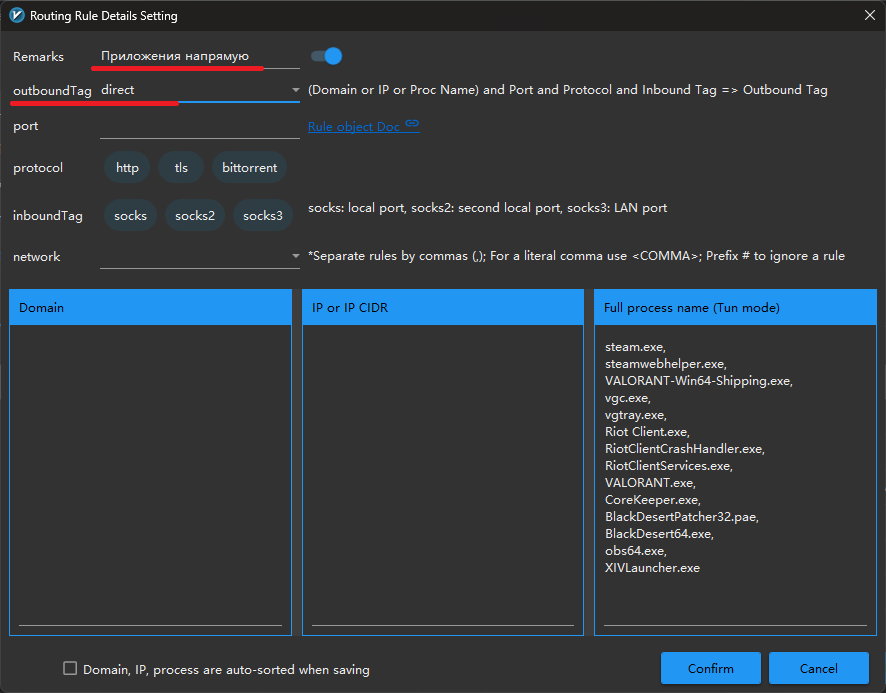 Routing Rule Details Setting
Remarks Приложения напрямую
outboundTag direct (Domain or IP or Proc Name) and Port and Protocol and Inbound Tag => Outbound Tag
port Rule object Doc
protocol http tls bittorrent
inboundTag socks socks2 socks3 socks: local port, socks2: second local port, socks3: LAN port
network *Separate rules by commas (,); For a literal comma use <COMMA>; Prefix # to ignore a rule
Domain IP or IP CIDR Full process name (Tun mode)
steam.exe,
steamwebhelper.exe,
VALORANT-Win64-Shipping.exe,
vgc.exe,
vgtray.exe,
Riot Client.exe,
RiotClientCrashHandler.exe,
RiotClientServices.exe,
VALORANT.exe,
CoreKeeper.exe,
BlackDesertPatcher32.pae,
BlackDesert64.exe,
obs64.exe,
XIVLauncher.exe
Domain, IP, process are auto-sorted when saving Confirm Cancel